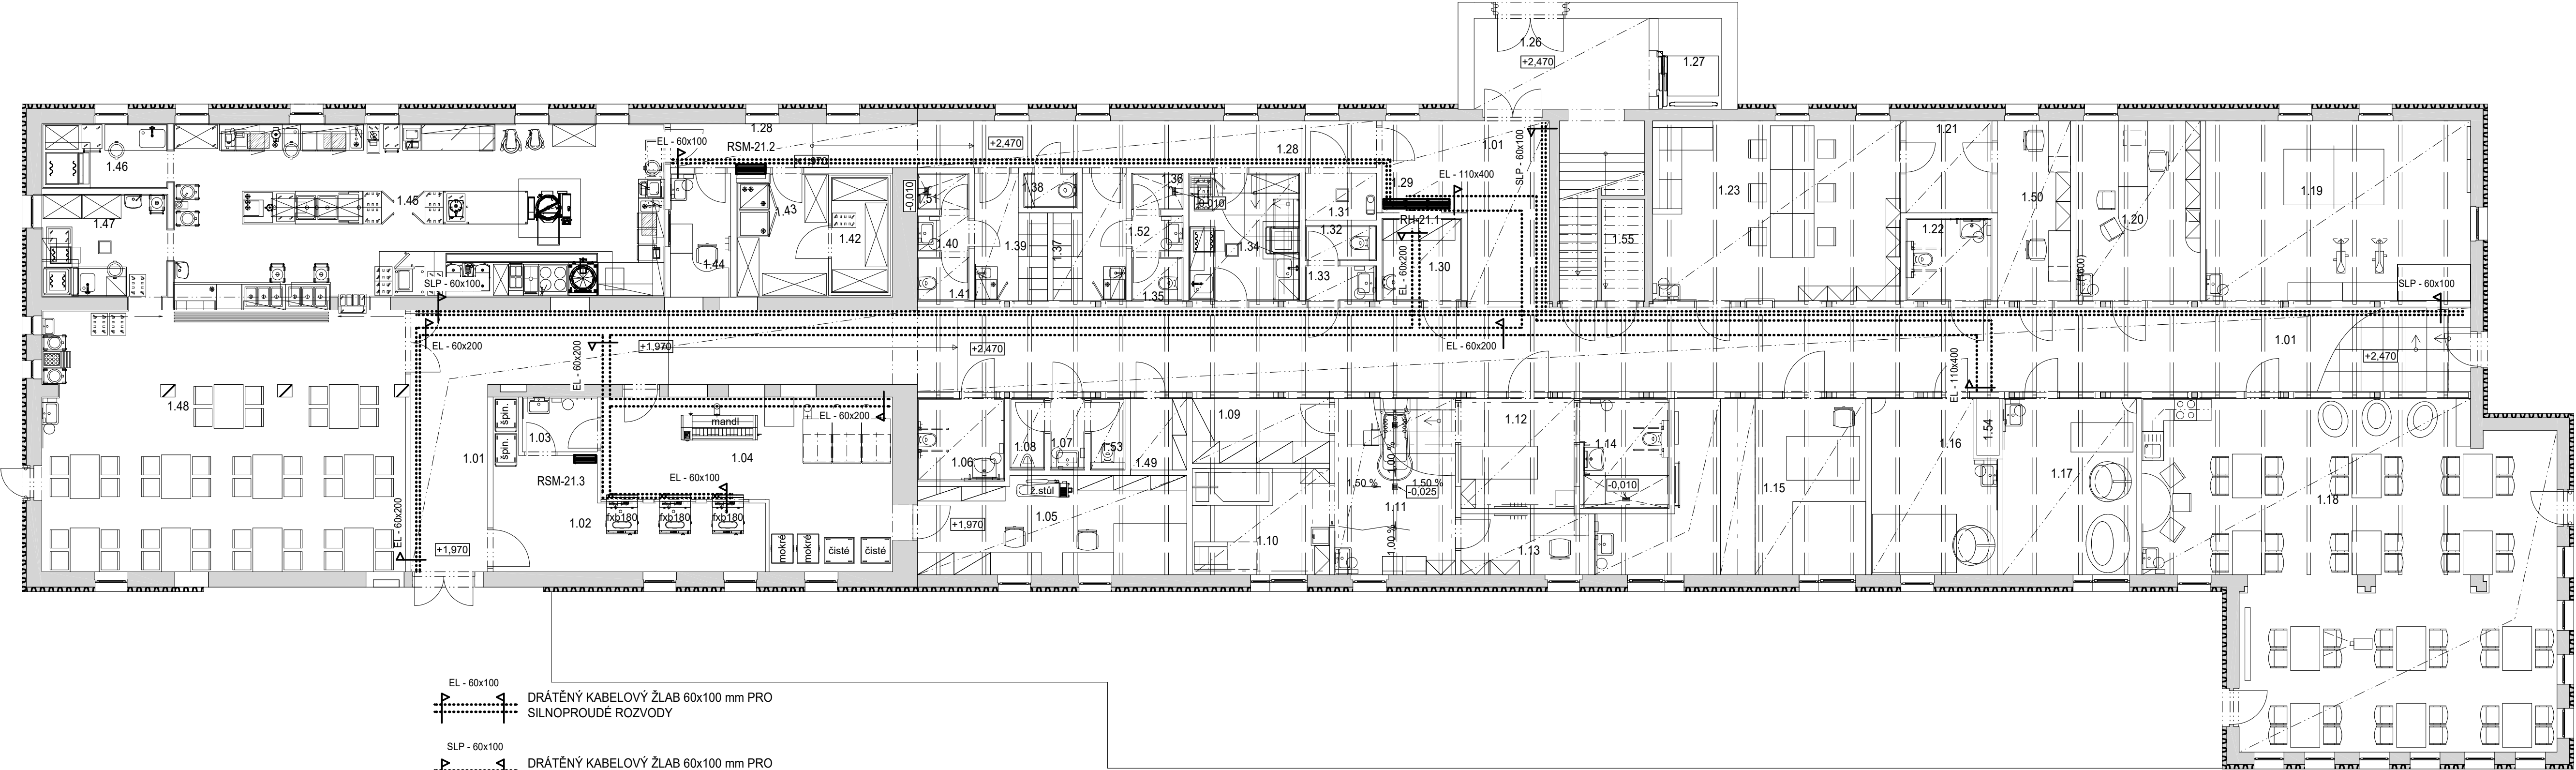 1.26
+2,470
1.27
1.28
EL - 60x100
RSM-21.2
+1,970
+2,470
1.28
1.01
SLP - 60x100
1.21
1.46
1.47
1.45
1.43
1.42
1.44
-0,010
1.51
1.38
1.36
-0,010
1.31
1.29
EL - 110x400
RH-21.1
1.23
1.50
1.20
1.19
1.40
1.39
1.37
1.52
1.34
1.32
1.33
1.30
EL - 60x200
1.55
1.22
(1600)
1.41
1.35
SLP - 60x100
SLP - 60x100
EL - 60x200
EL - 60x200
+1,970
+2,470
EL - 60x200
1.01
+2,470
EL - 110x400
1.48
špin.
špin.
1.03
mandl
EL - 60x200
1.01
1.04
RSM-21.3
EL - 60x100
1.02
fxb180
fxb180
fxb180
mokré
mokré
čisté
čisté
EL - 60x200
+1,970
1.06
1.08
1.07
1.53
1.49
1.09
ž.stůl
1.05
+1,970
1.10
1.00 %
1,50 %
1,50 %
-0,025
1.11
1.00 %
1.12
1.13
1.14
-0,010
1.15
1.16
1.54
1.17
1.18
EL - 60x100
DRÁTĚNÝ KABELOVÝ ŽLAB 60x100 mm PRO
SILNOPROUDÉ ROZVODY
SLP - 60x100
DRÁTĚNÝ KABELOVÝ ŽLAB 60x100 mm PRO